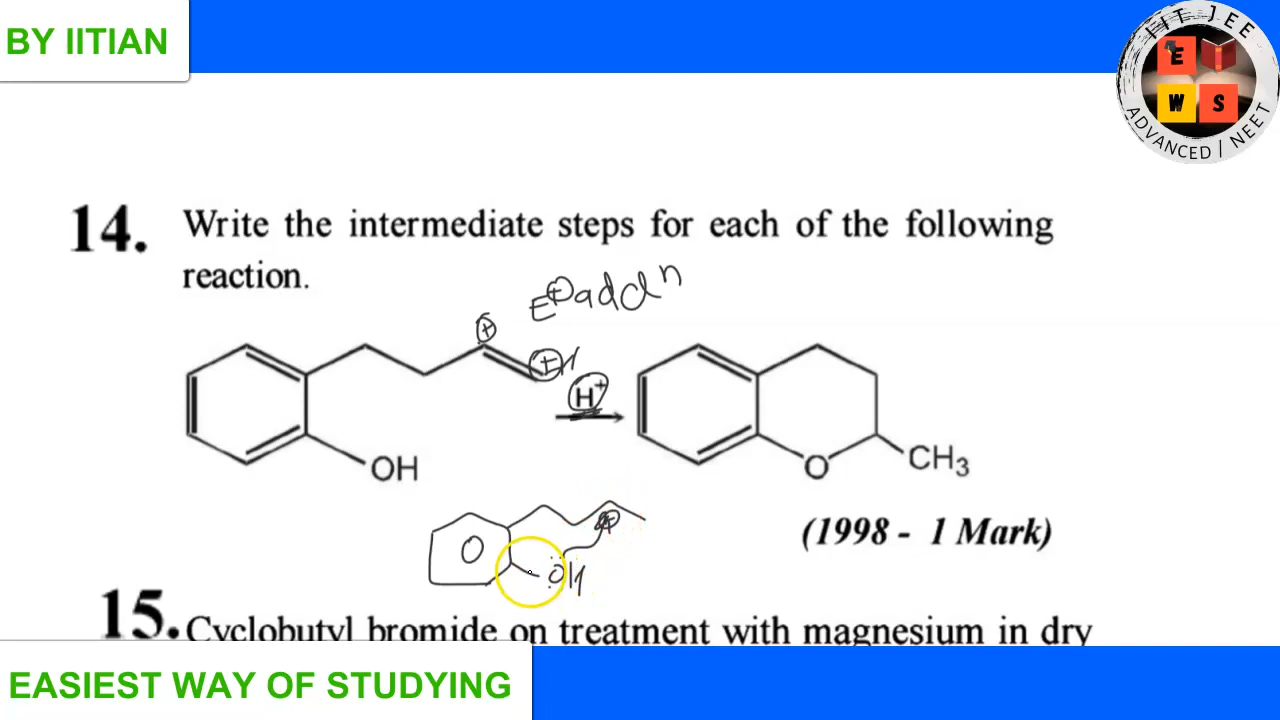 BY IITIAN
IIT JEE
E
W S
ADVANCED | NEET
14. Write the intermediate steps for each of the following
reaction.
E⊕ addn
⊕
⊕H
H+
OH
O
CH3
ÖH
⊕
(1998 - 1 Mark)
15. Cyclobutyl bromide on treatment with magnesium in dry
EASIEST WAY OF STUDYING